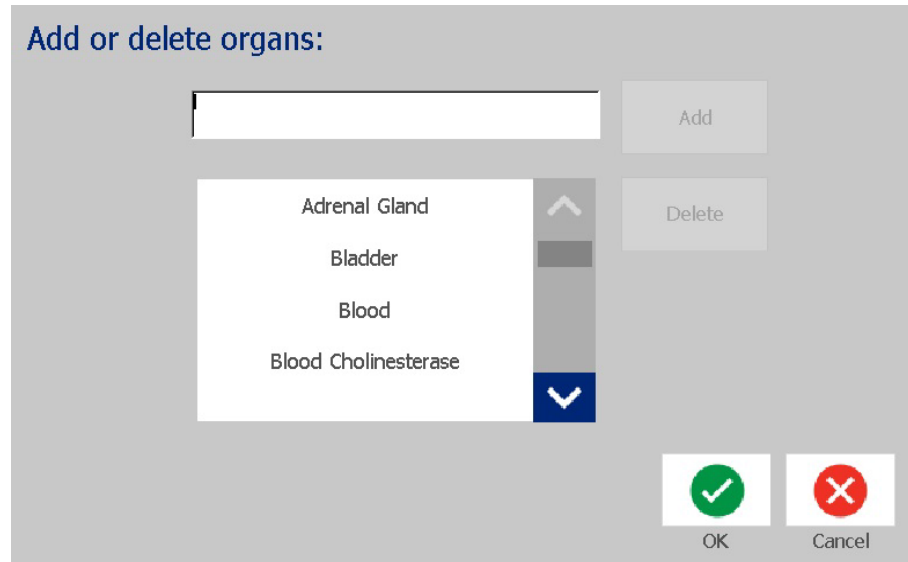 Add or delete organs:
Add
Adrenal Gland
Delete
Bladder
Blood
Blood Cholinesterase
OK
Cancel